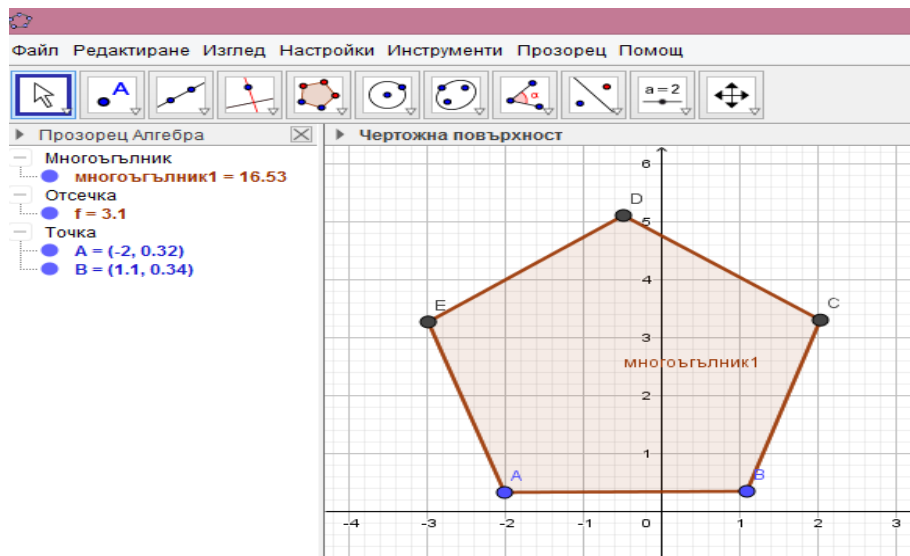 Файл Редактиране Изглед Настройки Инструменти Прозорец Помощ
A
α
a = 2
Прозорец Алгебра
Чертожна повърхност
Многоъгълник
многоъгълник1 = 16.53
Отсечка
f = 3.1
Точка
A = (-2, 0.32)
B = (1.1, 0.34)
6
D
5
4
E
C
3
многоъгълник1
2
1
A
B
-4 -3 -2 -1 0 1 2 3